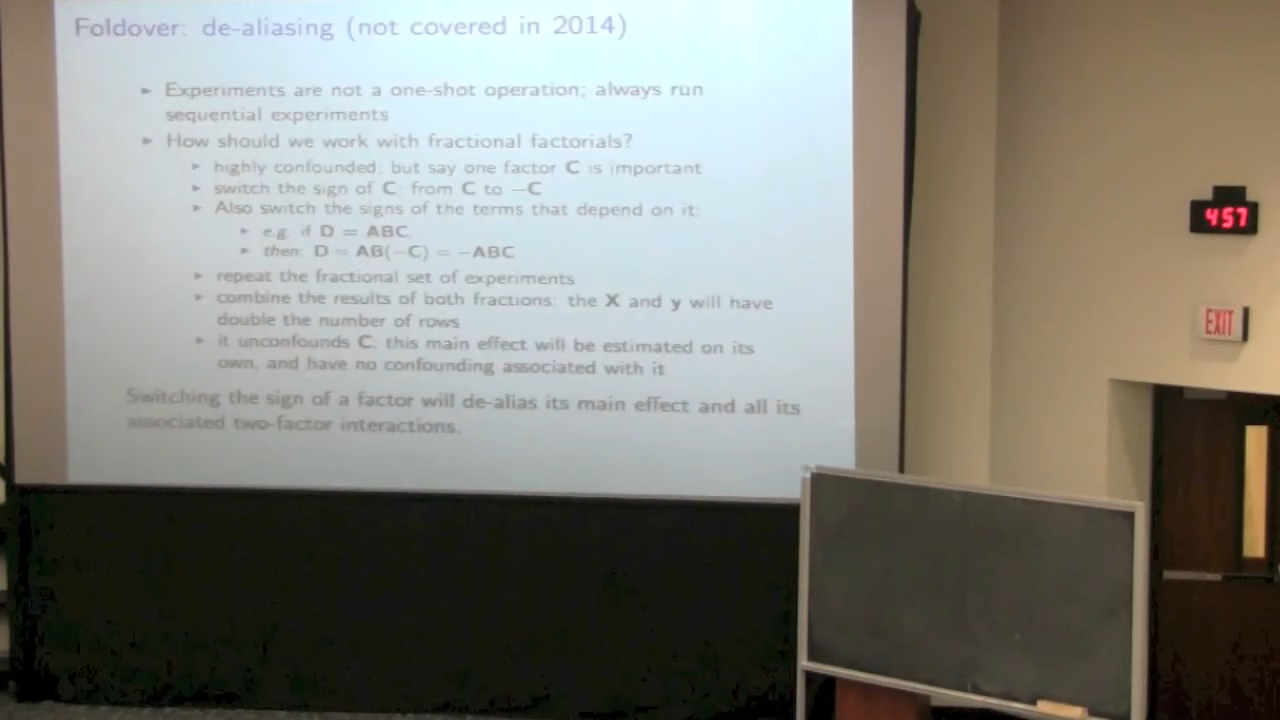 Foldover: de-aliasing (not covered in 2014)
► Experiments are not a one-shot operation; always run
sequential experiments
► How should we work with fractional factorials?
► highly confounded, but say one factor C is important
► switch the sign of C: from C to −C
► Also switch the signs of the terms that depend on it:
► e.g. if D = ABC,
► then: D = AB(−C) = −ABC
► repeat the fractional set of experiments
► combine the results of both fractions: the X and y will have
double the number of rows
► it unconfounds C: this main effect will be estimated on its
own, and have no confounding associated with it
Switching the sign of a factor will de-alias its main effect and all its
associated two-factor interactions.
457
EXIT